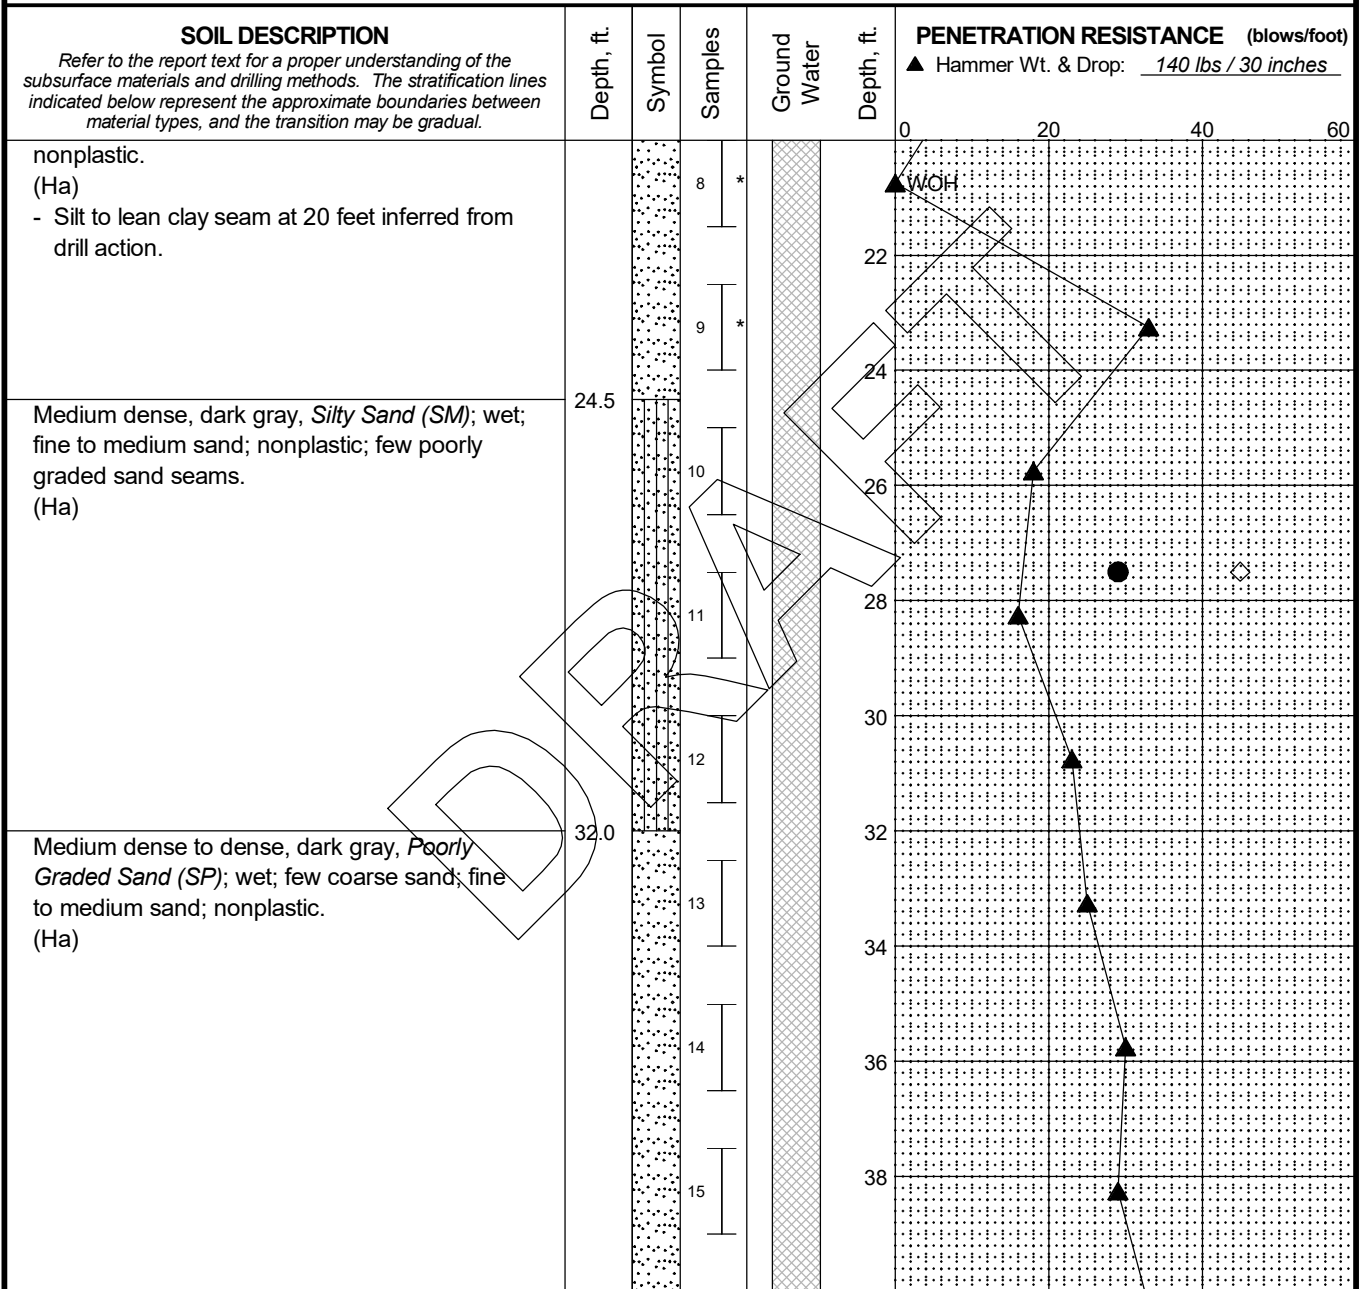 SOIL DESCRIPTION
Refer to the report text for a proper understanding of the
subsurface materials and drilling methods. The stratification lines
indicated below represent the approximate boundaries between
material types, and the transition may be gradual.
Depth, ft.
Symbol
Samples
Ground
Water
Depth, ft.
PENETRATION RESISTANCE (blows/foot)
▲ Hammer Wt. & Drop: 140 lbs / 30 inches
0 20 40 60
nonplastic.
(Ha)
- Silt to lean clay seam at 20 feet inferred from
drill action.
24.5
Medium dense, dark gray, Silty Sand (SM); wet;
fine to medium sand; nonplastic; few poorly
graded sand seams.
(Ha)
32.0
Medium dense to dense, dark gray, Poorly
Graded Sand (SP); wet; few coarse sand; fine
to medium sand; nonplastic.
(Ha)
8 *
9 *
10
11
12
13
14
15
22
24
26
28
30
32
34
36
38
WOH
DRAFT